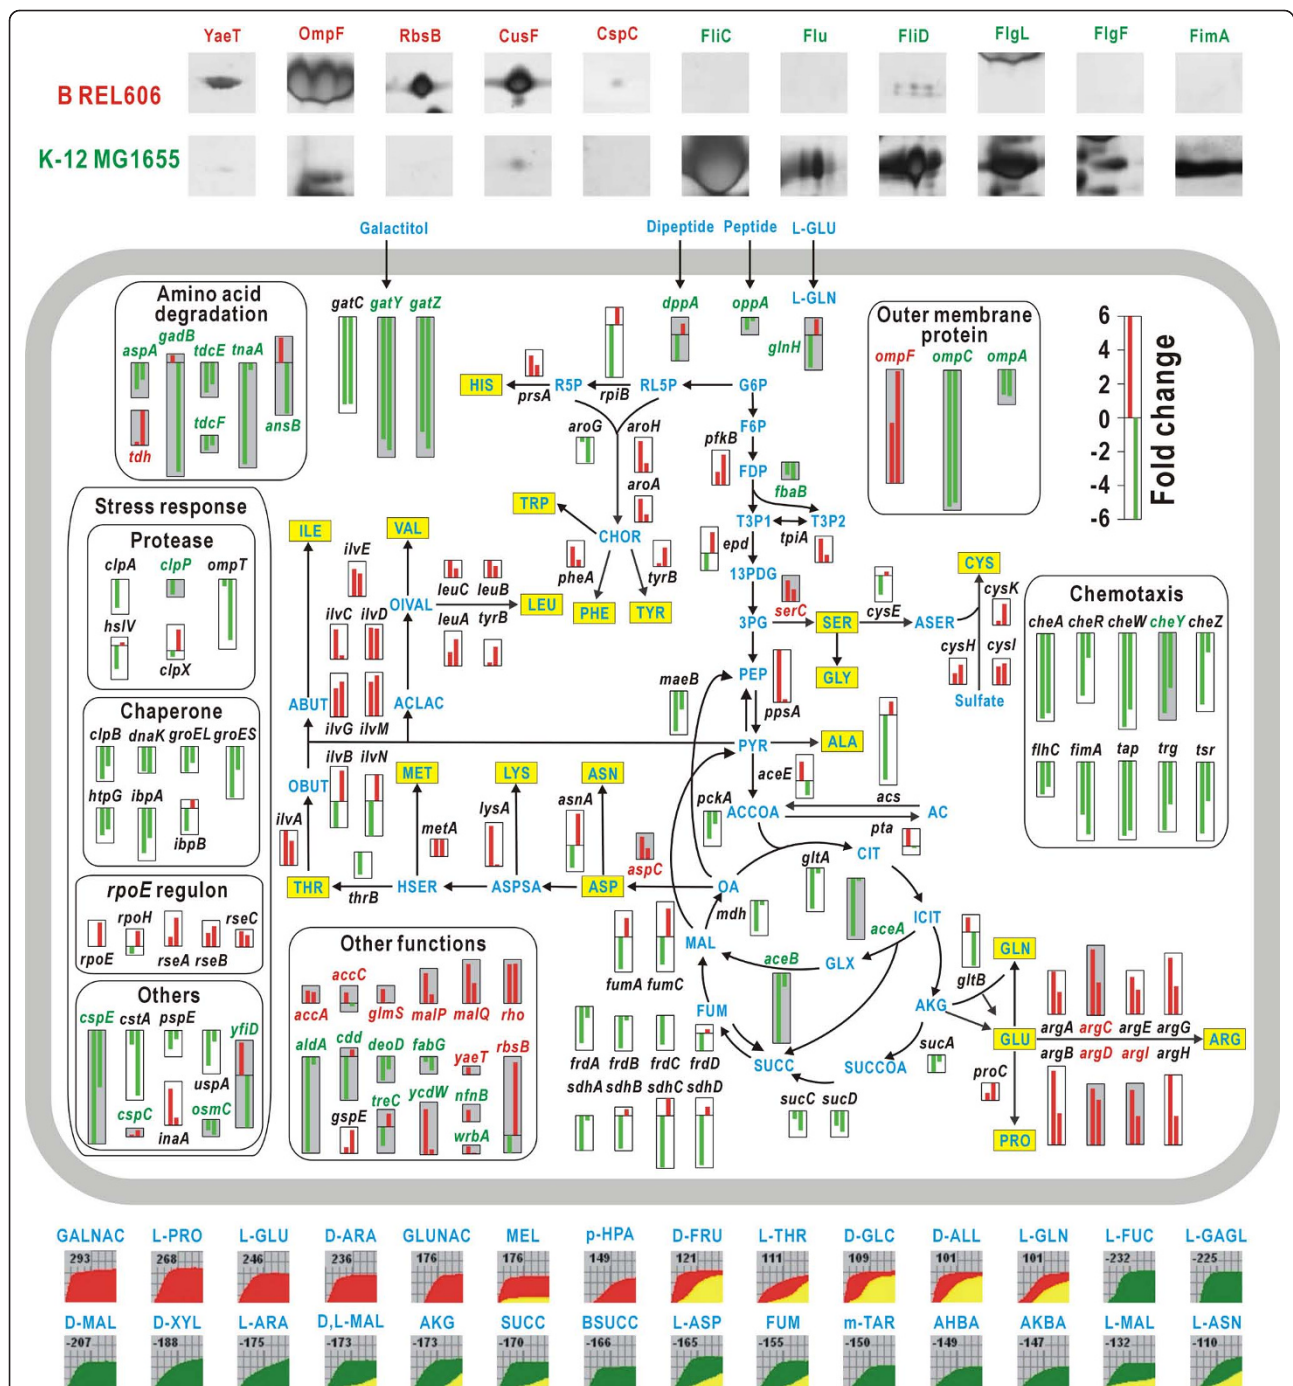 YaeT OmpF RbsB CusF CspC FliC Flu FliD FlgL FlgF FimA
B REL606
K-12 MG1655
Galactitol Dipeptide Peptide L-GLU
Amino acid degradation
aspA gadB tdcE tnaA ansB
tdh tdcF
gatC gatY gatZ
dppA oppA L-GLN
glnH
Outer membrane protein
ompF ompC ompA
6
4
2
0
-2
-4
-6
Fold change
HIS prsA R5P rpiB RL5P G6P
aroG aroH aroA
F6P
pfkB FDP fbaB
T3P1 tpiA T3P2
epd 13PDG
3PG serC SER cysE ASER
CYS cysK cysH cysI Sulfate
GLY
TRP CHOR
pheA tyrB
PHE TYR
Stress response
Protease
clpA clpP ompT
hslV clpX
Chaperone
clpB dnaK groEL groES
htpG ibpA ibpB
rpoE regulon
rpoE rpoH rseA rseB rseC
Others
cspE cstA pspE uspA yfiD
cspC inaA osmC
ILE VAL
ilvE ilvC ilvD
OIVAL leuC leuB leuA tyrB LEU
ABUT ilvG ilvM ACLAC
OBUT ilvB ilvN
ilvA
MET LYS ASN
metA lysA asnA aspC
THR thrB HSER ASPSA ASP OA
PEP ppsA maeB
PYR ALA
aceE acs
pckA ACCOA AC
pta
gltA CIT
mdh
ICIT
aceA
MAL GLX
aceB
fumA fumC
FUM SUCC SUCCOA AKG
frdA frdB frdC frdD
sdhA sdhB sdhC sdhD
sucC sucD sucA
gltB GLN
GLU
proC PRO
argA argC argE argG
argB argD argI argH
ARG
Chemotaxis
cheA cheR cheW cheY cheZ
flhC fimA tap trg tsr
Other functions
accA accC glmS malP malQ rho
aldA cdd deoD fabG yaeT rbsB
gspE treC ycdW nfnB
wrbA
GALNAC L-PRO L-GLU D-ARA GLUNAC MEL p-HPA D-FRU L-THR D-GLC D-ALL L-GLN L-FUC L-GAGL
293 268 246 236 176 176 149 121 111 109 101 101 -232 -225
D-MAL D-XYL L-ARA D,L-MAL AKG SUCC BSUCC L-ASP FUM m-TAR AHBA AKBA L-MAL L-ASN
-207 -188 -175 -173 -173 -170 -166 -165 -155 -150 -149 -147 -132 -110